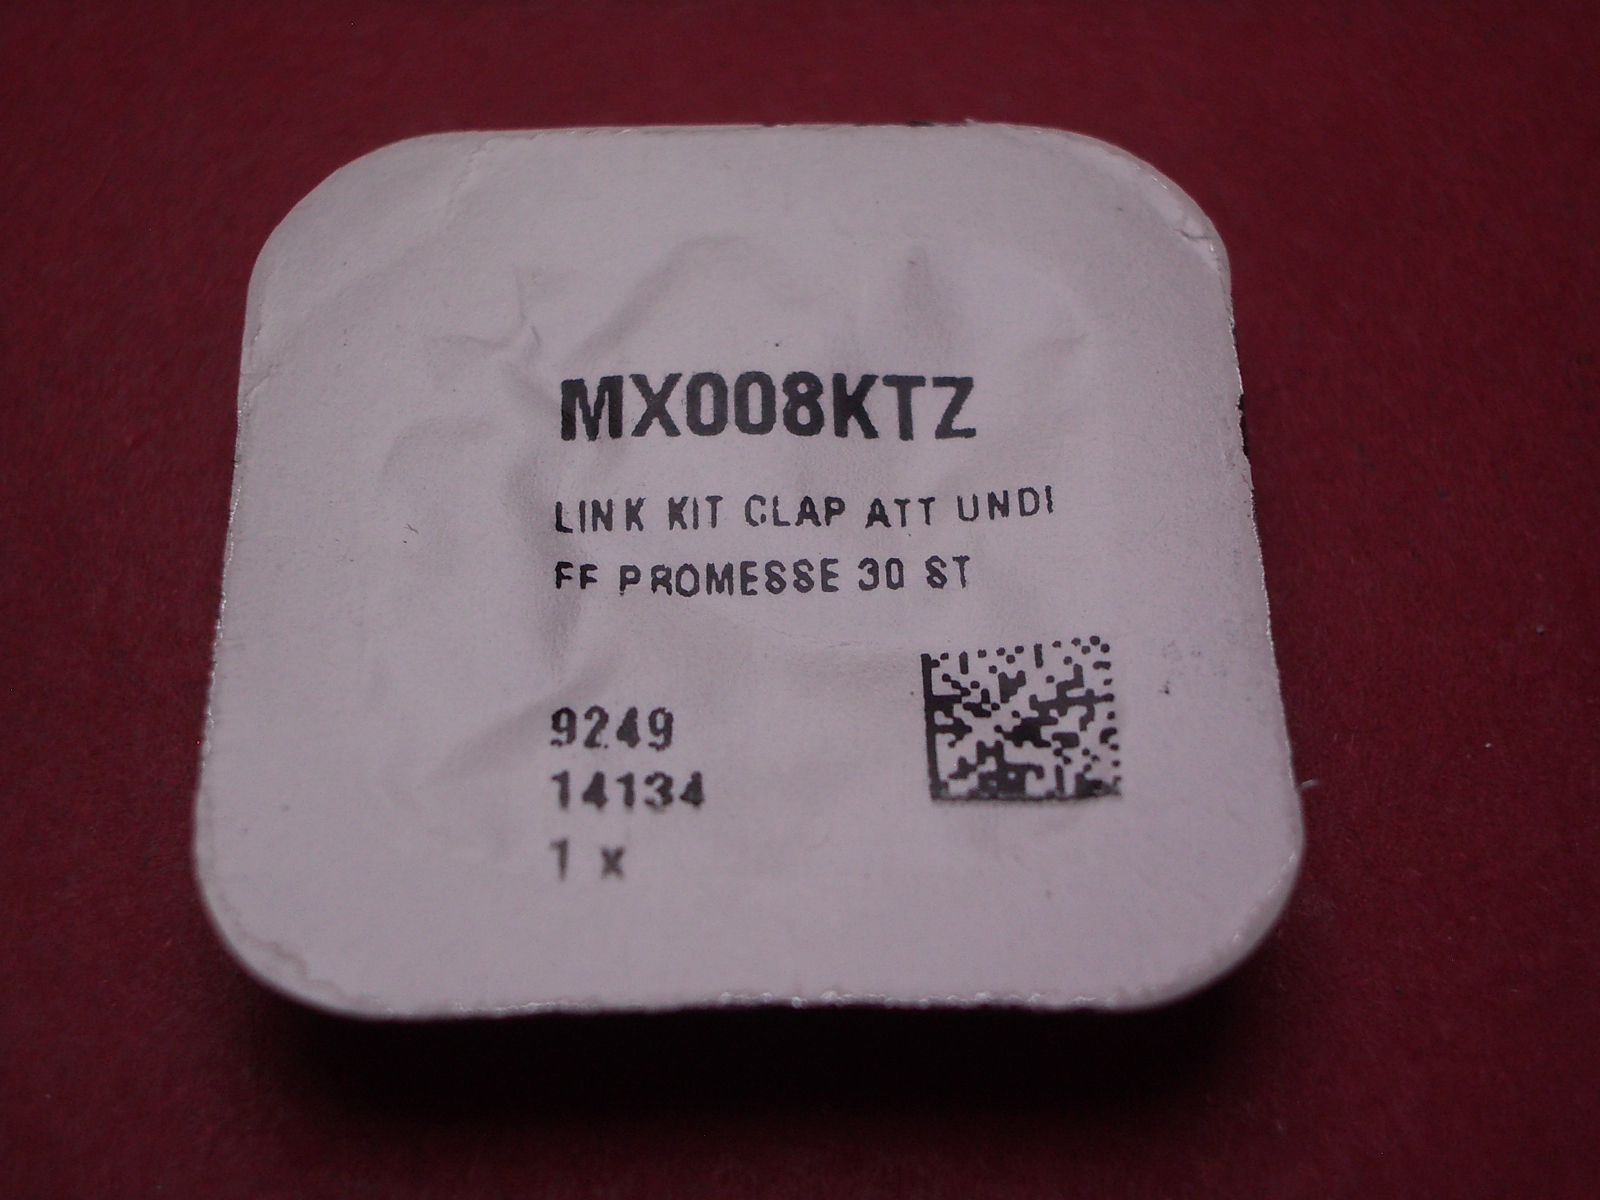 MX008KTZ
LINK KIT CLAP ATT UNDI
FF PROMESSE 30 ST
9249
14134
1 x